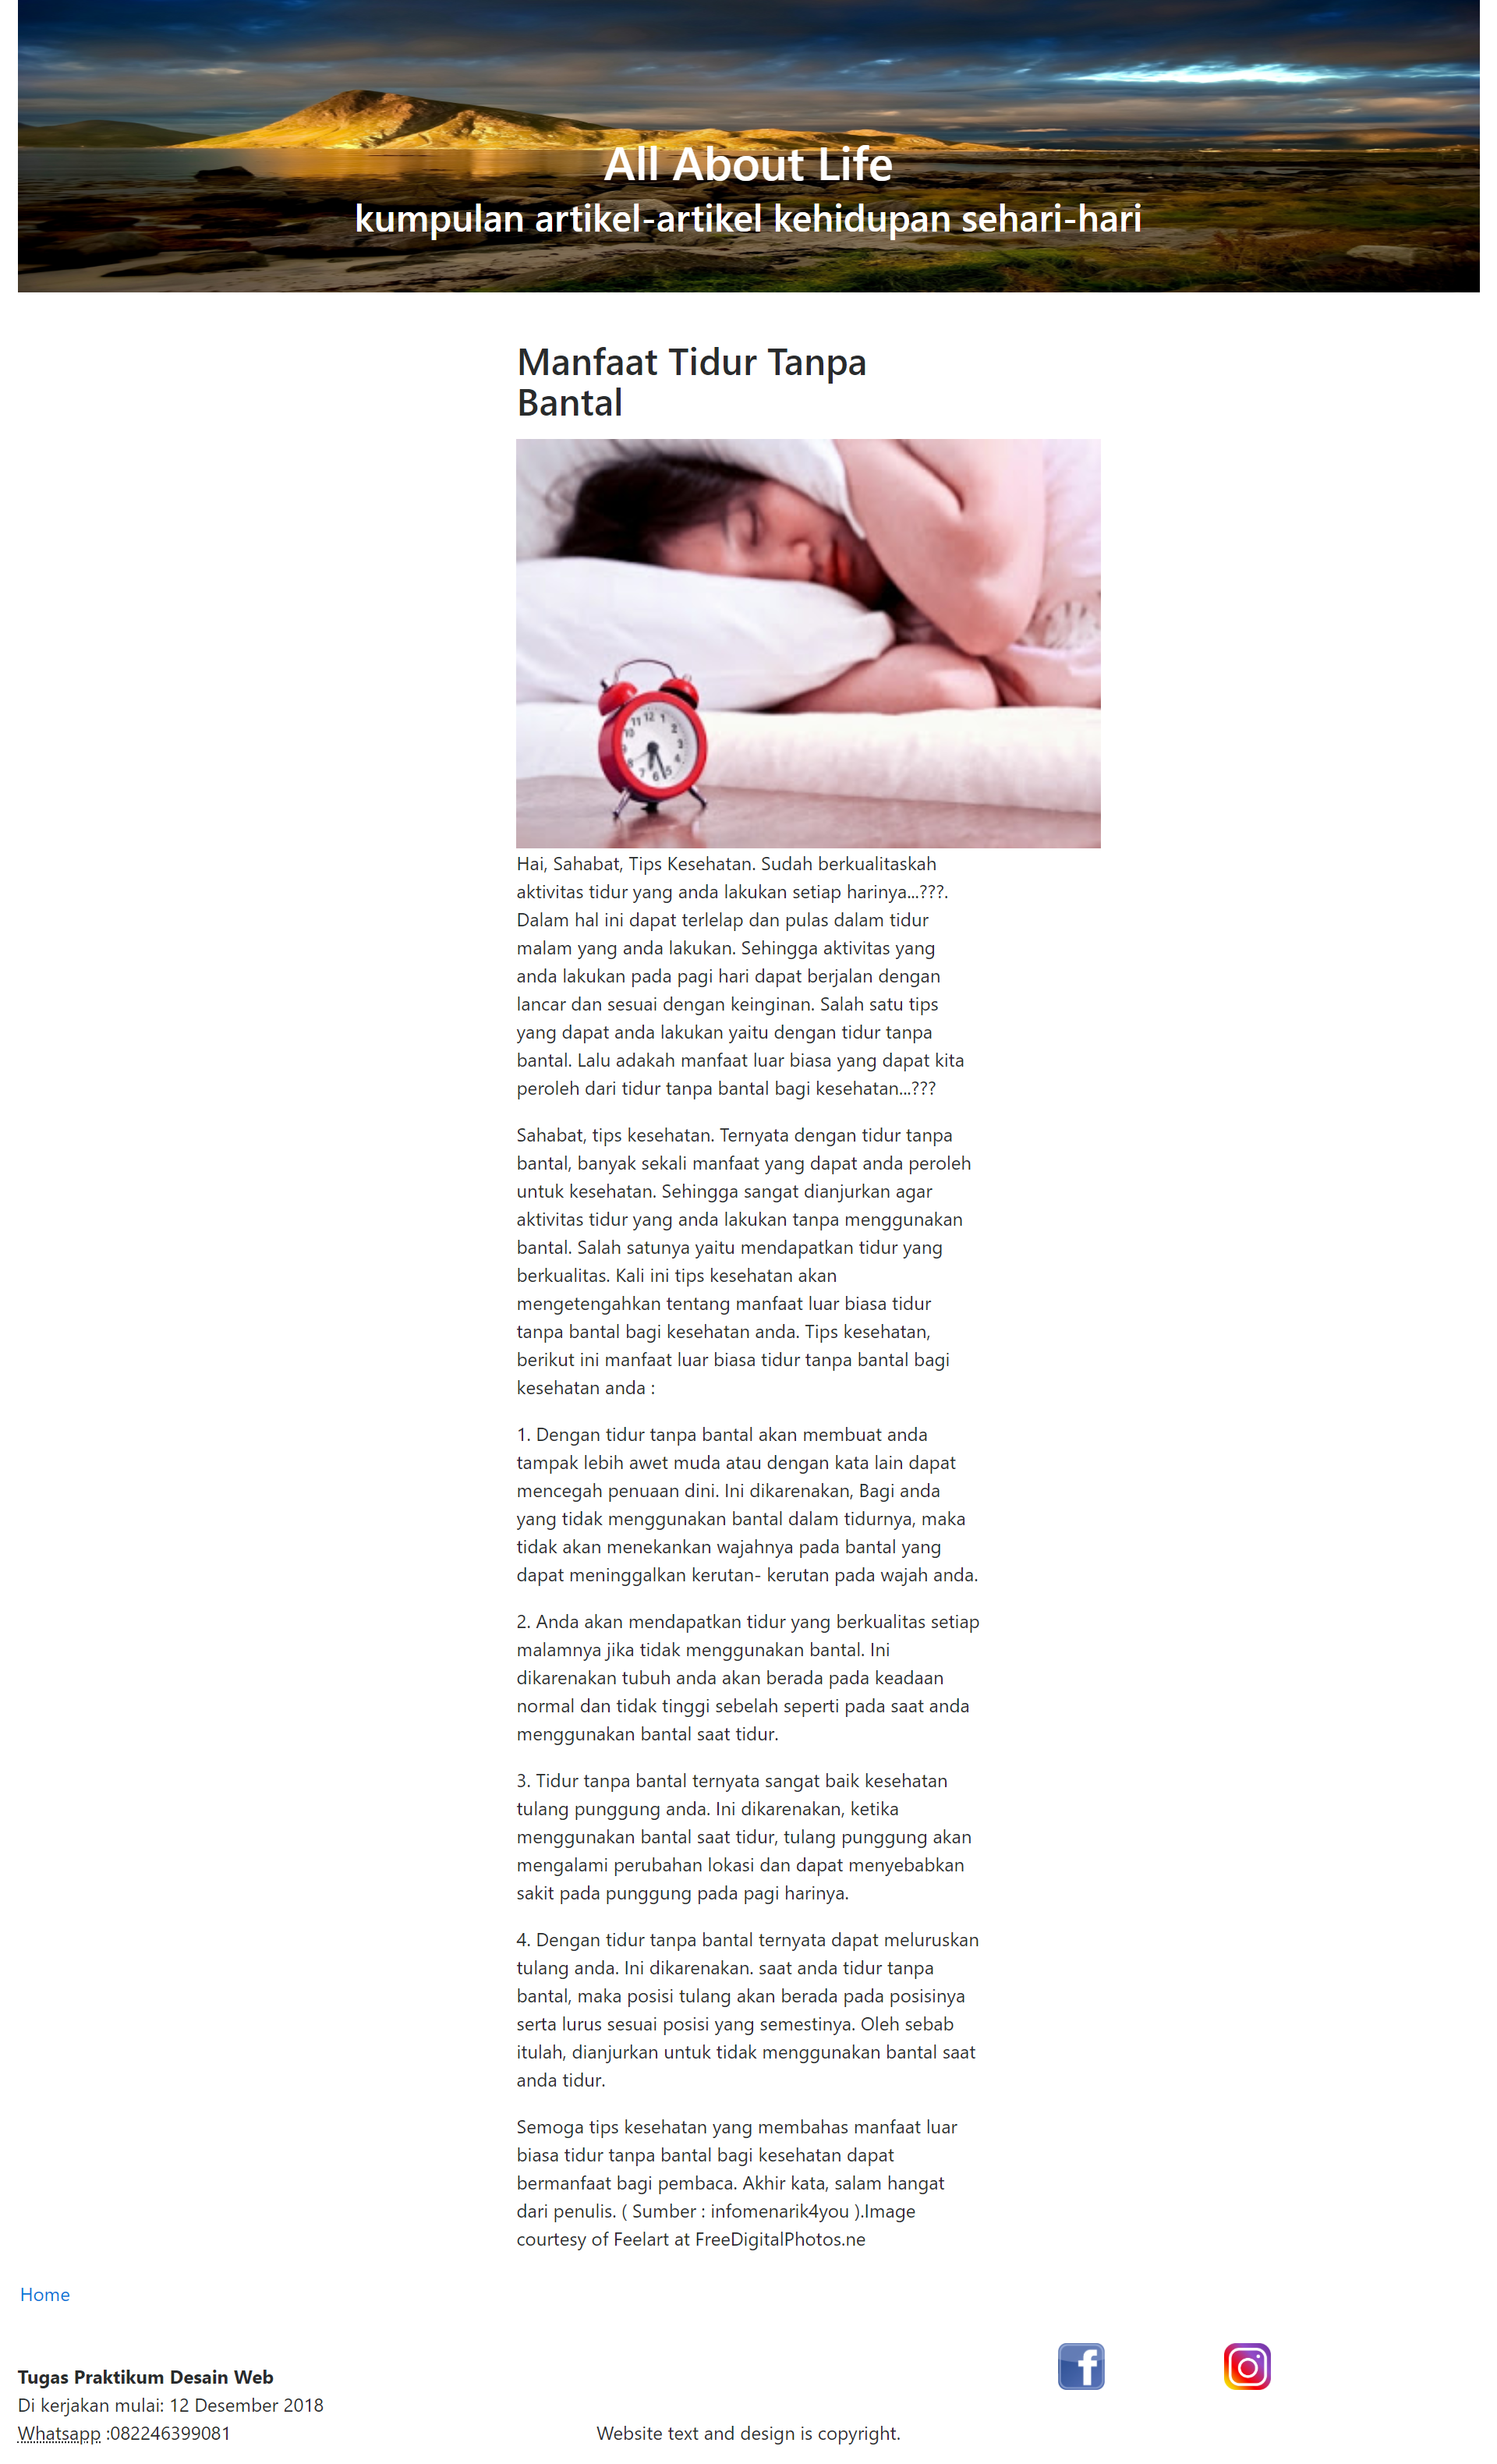 All About Life
kumpulan artikel-artikel kehidupan sehari-hari
Manfaat Tidur Tanpa
Bantal
11 12 1
10 2
9 3
8 4
7 6 5
Hai, Sahabat, Tips Kesehatan. Sudah berkualitaskah
aktivitas tidur yang anda lakukan setiap harinya...???.
Dalam hal ini dapat terlelap dan pulas dalam tidur
malam yang anda lakukan. Sehingga aktivitas yang
anda lakukan pada pagi hari dapat berjalan dengan
lancar dan sesuai dengan keinginan. Salah satu tips
yang dapat anda lakukan yaitu dengan tidur tanpa
bantal. Lalu adakah manfaat luar biasa yang dapat kita
peroleh dari tidur tanpa bantal bagi kesehatan...???
Sahabat, tips kesehatan. Ternyata dengan tidur tanpa
bantal, banyak sekali manfaat yang dapat anda peroleh
untuk kesehatan. Sehingga sangat dianjurkan agar
aktivitas tidur yang anda lakukan tanpa menggunakan
bantal. Salah satunya yaitu mendapatkan tidur yang
berkualitas. Kali ini tips kesehatan akan
mengetengahkan tentang manfaat luar biasa tidur
tanpa bantal bagi kesehatan anda. Tips kesehatan,
berikut ini manfaat luar biasa tidur tanpa bantal bagi
kesehatan anda :
1. Dengan tidur tanpa bantal akan membuat anda
tampak lebih awet muda atau dengan kata lain dapat
mencegah penuaan dini. Ini dikarenakan, Bagi anda
yang tidak menggunakan bantal dalam tidurnya, maka
tidak akan menekankan wajahnya pada bantal yang
dapat meninggalkan kerutan- kerutan pada wajah anda.
2. Anda akan mendapatkan tidur yang berkualitas setiap
malamnya jika tidak menggunakan bantal. Ini
dikarenakan tubuh anda akan berada pada keadaan
normal dan tidak tinggi sebelah seperti pada saat anda
menggunakan bantal saat tidur.
3. Tidur tanpa bantal ternyata sangat baik kesehatan
tulang punggung anda. Ini dikarenakan, ketika
menggunakan bantal saat tidur, tulang punggung akan
mengalami perubahan lokasi dan dapat menyebabkan
sakit pada punggung pada pagi harinya.
4. Dengan tidur tanpa bantal ternyata dapat meluruskan
tulang anda. Ini dikarenakan. saat anda tidur tanpa
bantal, maka posisi tulang akan berada pada posisinya
serta lurus sesuai posisi yang semestinya. Oleh sebab
itulah, dianjurkan untuk tidak menggunakan bantal saat
anda tidur.
Semoga tips kesehatan yang membahas manfaat luar
biasa tidur tanpa bantal bagi kesehatan dapat
bermanfaat bagi pembaca. Akhir kata, salam hangat
dari penulis. ( Sumber : infomenarik4you ).Image
courtesy of Feelart at FreeDigitalPhotos.ne
Home
Tugas Praktikum Desain Web
Di kerjakan mulai: 12 Desember 2018
Whatsapp :082246399081
Website text and design is copyright.